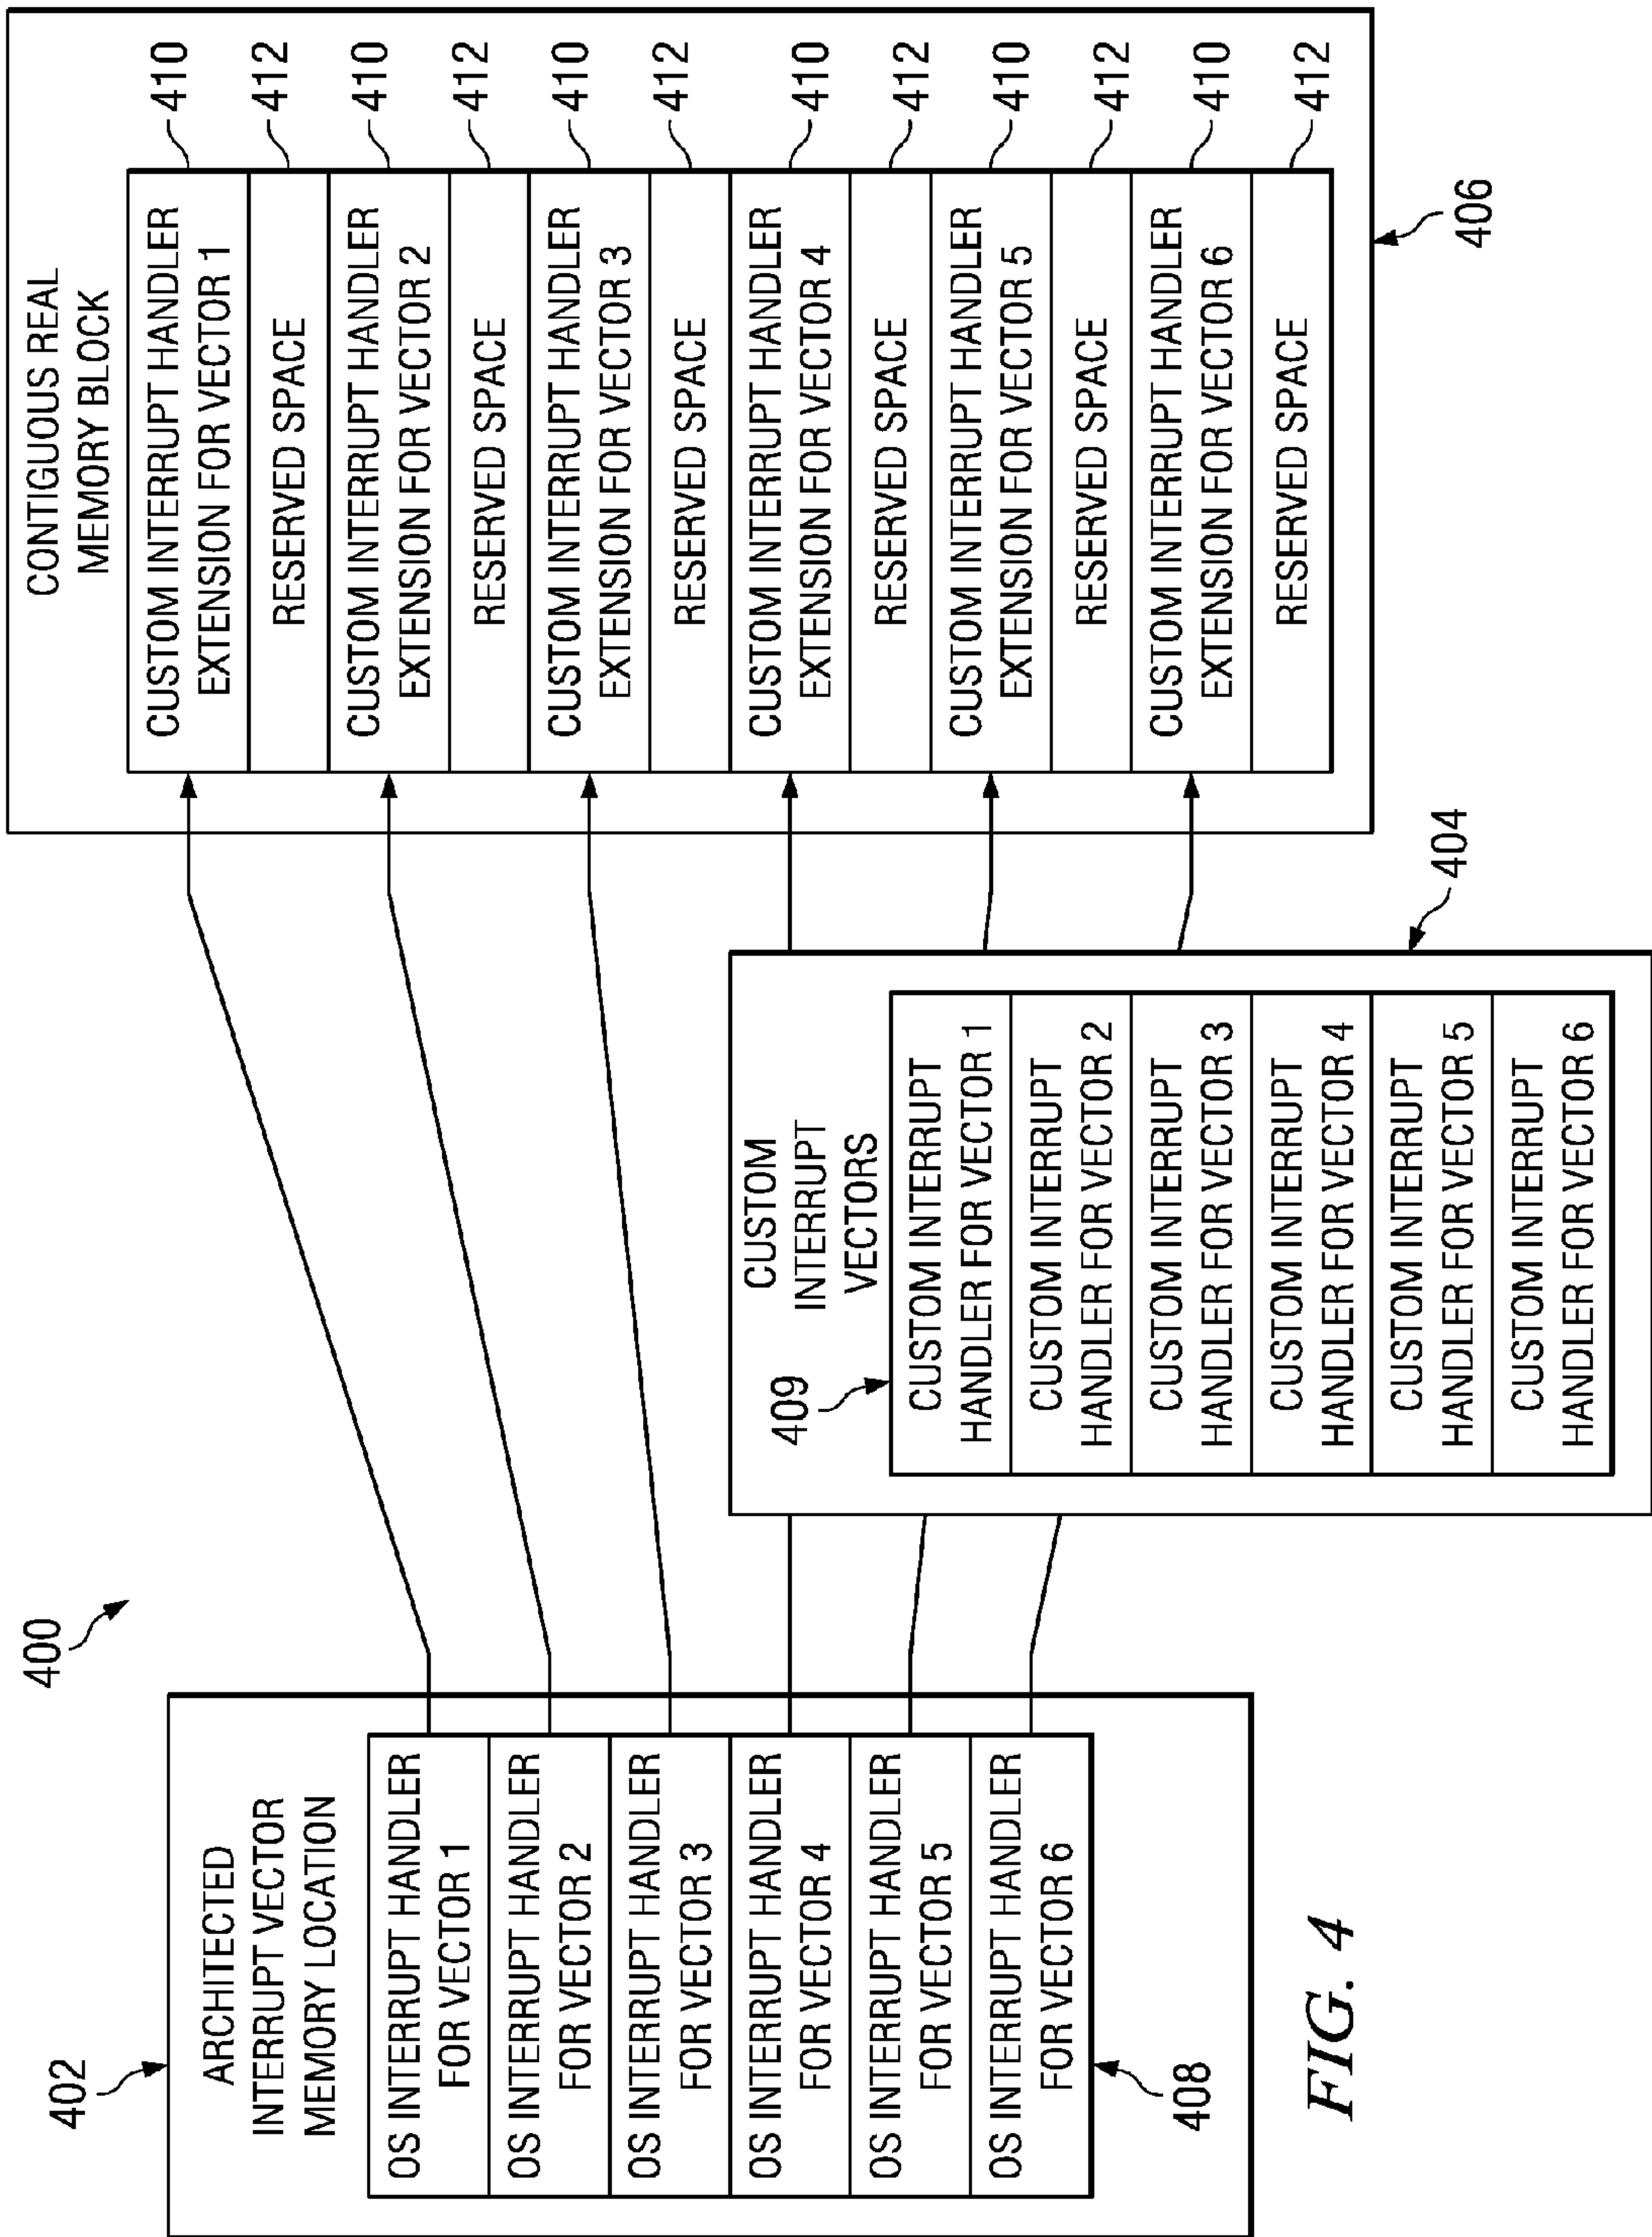 400
402
ARCHITECTED
INTERRUPT VECTOR
MEMORY LOCATION
OS INTERRUPT HANDLER
FOR VECTOR 1
OS INTERRUPT HANDLER
FOR VECTOR 2
OS INTERRUPT HANDLER
FOR VECTOR 3
OS INTERRUPT HANDLER
FOR VECTOR 4
OS INTERRUPT HANDLER
FOR VECTOR 5
OS INTERRUPT HANDLER
FOR VECTOR 6
408
CUSTOM
INTERRUPT
VECTORS
409
CUSTOM INTERRUPT
HANDLER FOR VECTOR 1
CUSTOM INTERRUPT
HANDLER FOR VECTOR 2
CUSTOM INTERRUPT
HANDLER FOR VECTOR 3
CUSTOM INTERRUPT
HANDLER FOR VECTOR 4
CUSTOM INTERRUPT
HANDLER FOR VECTOR 5
CUSTOM INTERRUPT
HANDLER FOR VECTOR 6
404
CONTIGUOUS REAL
MEMORY BLOCK
CUSTOM INTERRUPT HANDLER
EXTENSION FOR VECTOR 1
410
RESERVED SPACE
412
CUSTOM INTERRUPT HANDLER
EXTENSION FOR VECTOR 2
410
RESERVED SPACE
412
CUSTOM INTERRUPT HANDLER
EXTENSION FOR VECTOR 3
410
RESERVED SPACE
412
CUSTOM INTERRUPT HANDLER
EXTENSION FOR VECTOR 4
410
RESERVED SPACE
412
CUSTOM INTERRUPT HANDLER
EXTENSION FOR VECTOR 5
410
RESERVED SPACE
412
CUSTOM INTERRUPT HANDLER
EXTENSION FOR VECTOR 6
410
RESERVED SPACE
412
406
FIG. 4